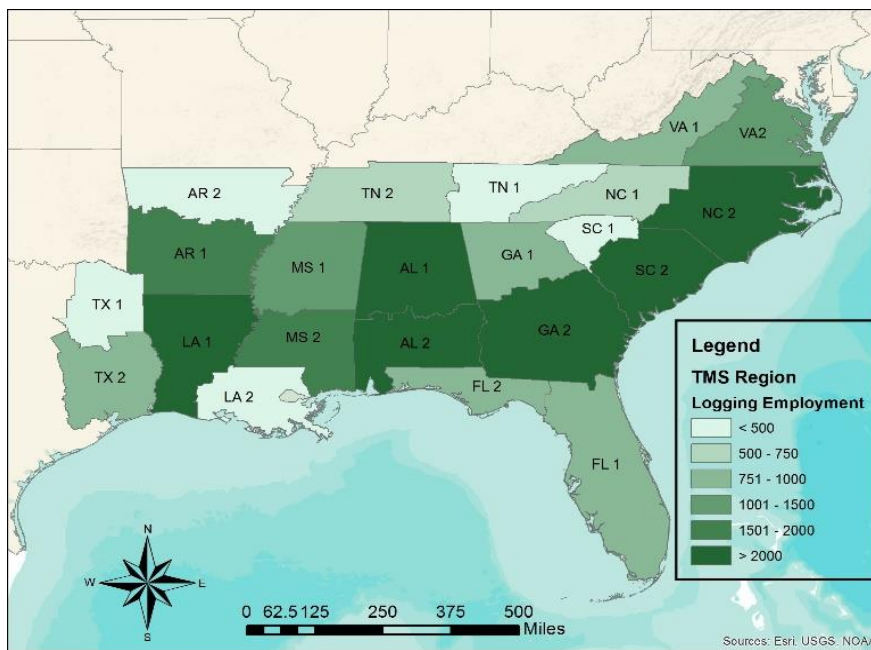 VA 1
VA2
AR 2
TN 2
TN 1
NC 1
NC 2
SC 1
AR 1
MS 1
AL 1
GA 1
SC 2
TX 1
LA 1
MS 2
AL 2
GA 2
TX 2
LA 2
FL 2
FL 1
Legend
TMS Region
Logging Employment
< 500
500 - 750
751 - 1000
1001 - 1500
1501 - 2000
> 2000
N
W E
S
0 62.5 125 250 375 500
Miles
Sources: Esri, USGS, NOAA